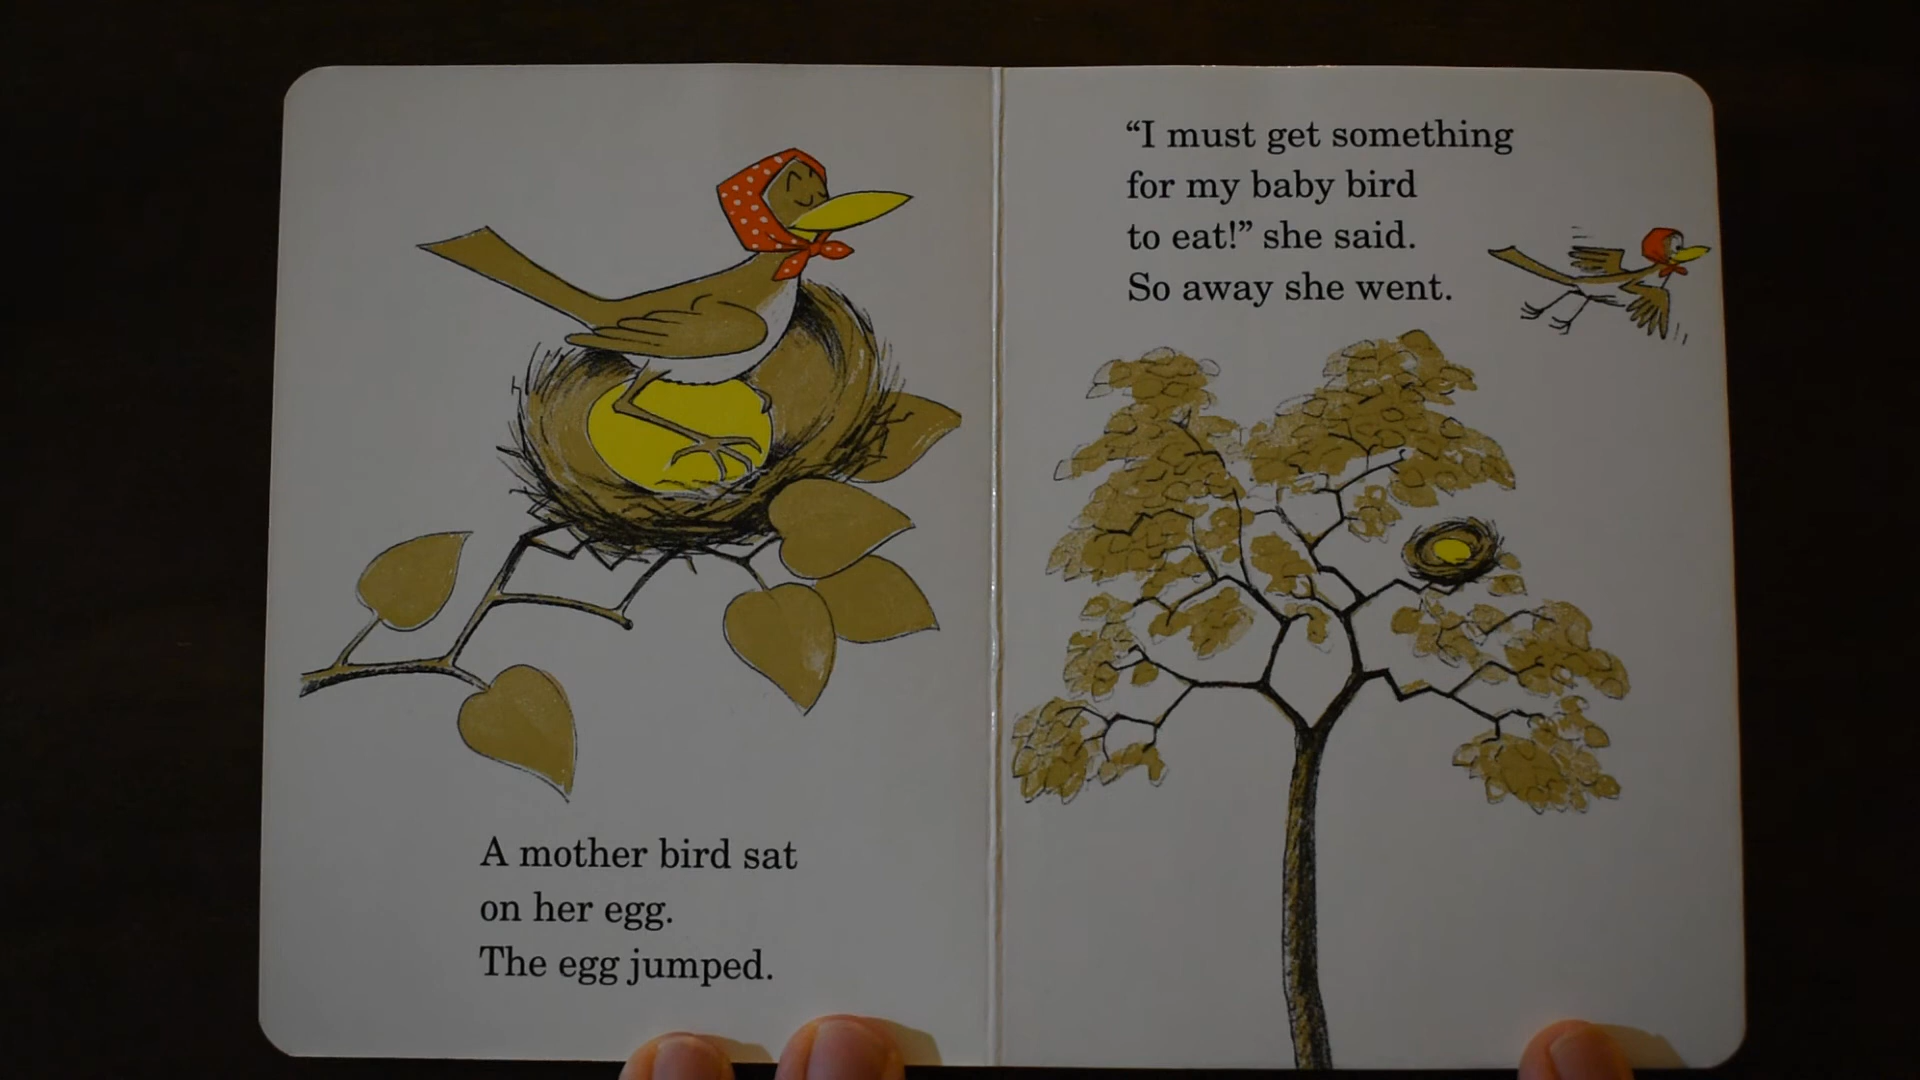 A mother bird sat
on her egg.
The egg jumped.
“I must get something
for my baby bird
to eat!” she said.
So away she went.